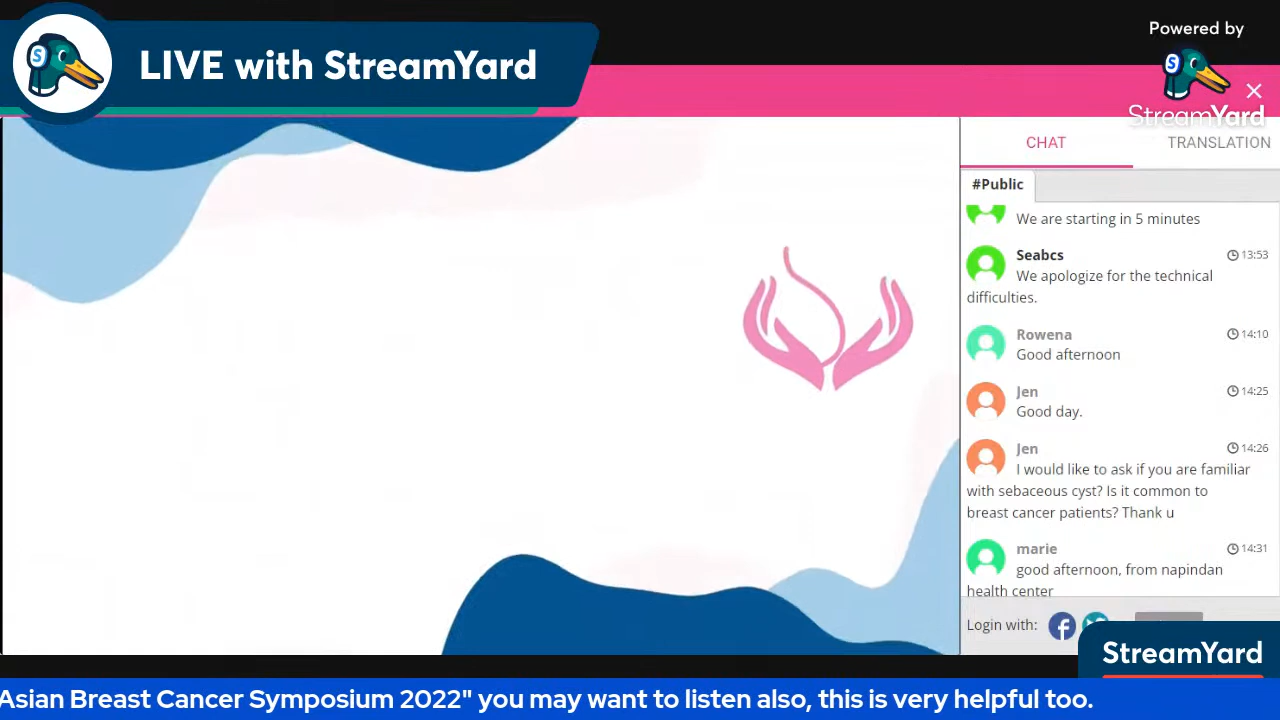 LIVE with StreamYard
Powered by
StreamYard
CHAT
TRANSLATION
#Public
We are starting in 5 minutes
Seabcs
13:53
We apologize for the technical
difficulties.
Rowena
14:10
Good afternoon
Jen
14:25
Good day.
Jen
14:26
I would like to ask if you are familiar
with sebaceous cyst? Is it common to
breast cancer patients? Thank u
marie
14:31
good afternoon, from napindan
health center
Login with:
StreamYard
Asian Breast Cancer Symposium 2022" you may want to listen also, this is very helpful too.